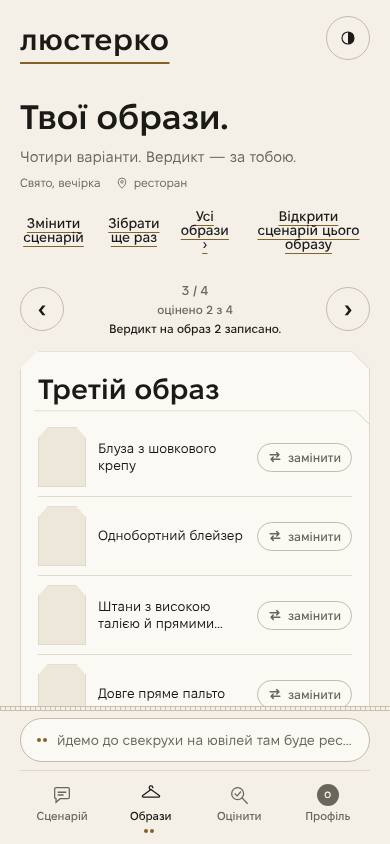 люстерко
Твої образи.
Чотири варіанти. Вердикт — за тобою.
Свято, вечірка ресторан
Змінити
сценарій
Зібрати
ще раз
Усі
образи
›
Відкрити
сценарій цього
образу
‹
3 / 4
оцінено 2 з 4
Вердикт на образ 2 записано.
›
Третій образ
Блуза з шовкового
крепу
замінити
Однобортний блейзер
замінити
Штани з високою
талією й прямими…
замінити
Довге пряме пальто
замінити
йдемо до свекрухи на ювілей там буде рес…
Сценарій
Образи
Оцінити
О
Профіль